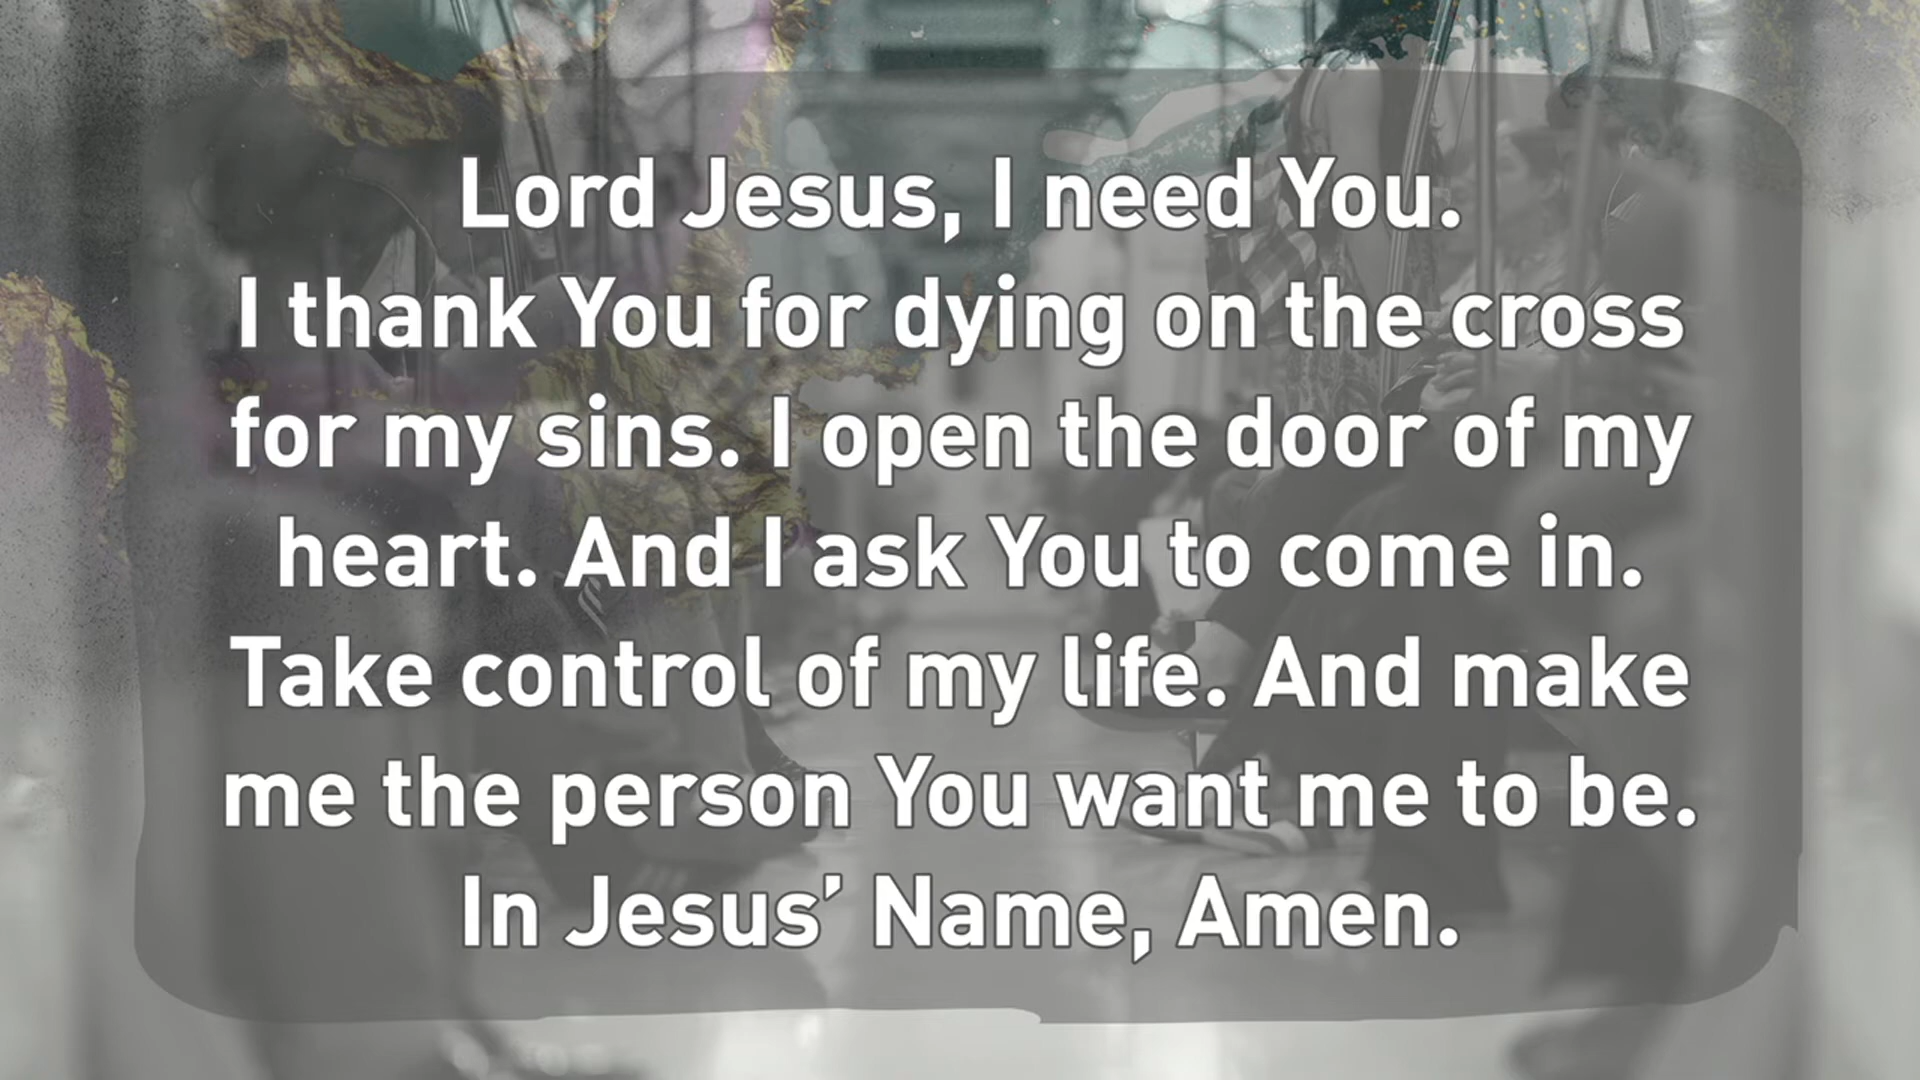 Lord Jesus, I need You.
I thank You for dying on the cross
for my sins. I open the door of my
heart. And I ask You to come in.
Take control of my life. And make
me the person You want me to be.
In Jesus’ Name, Amen.